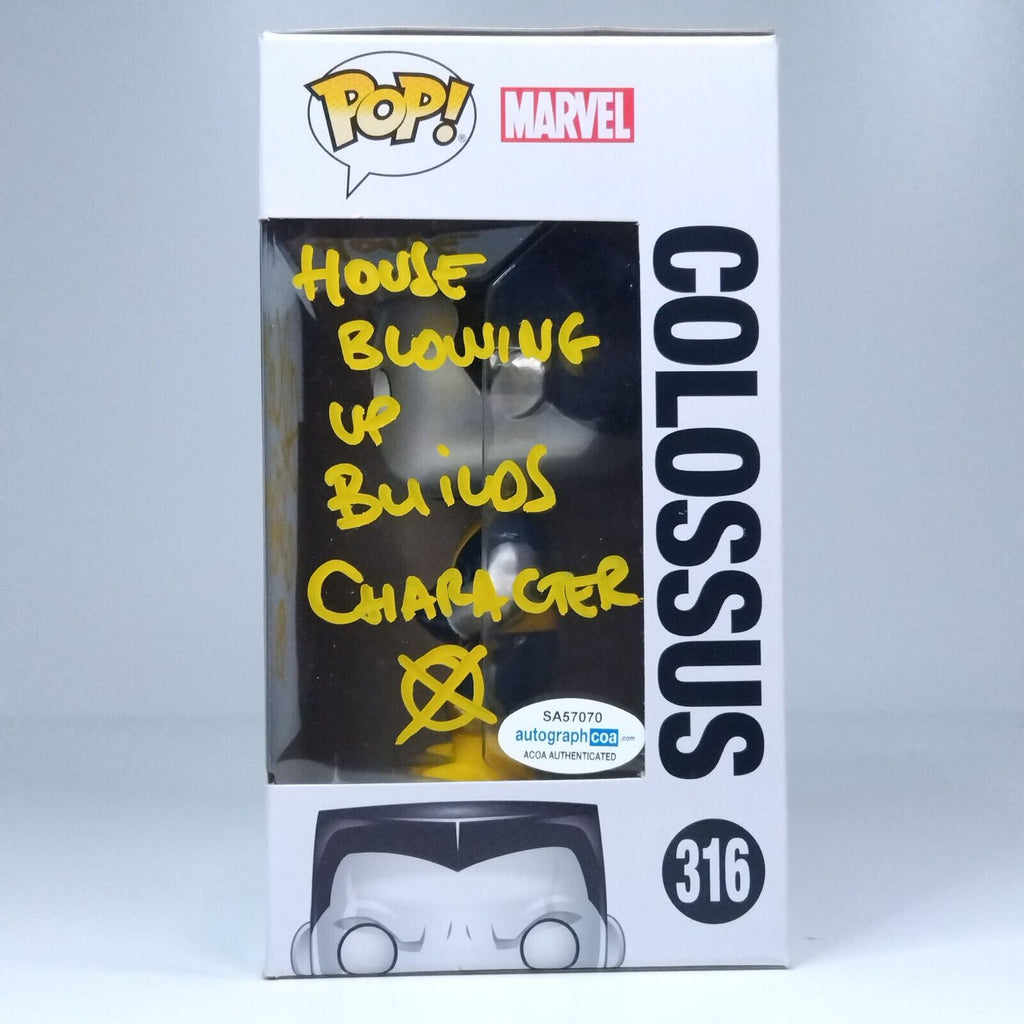 POP!
MARVEL
HOUSE
BLOWING
UP
BUiLDS
CHARACTER
SA57070
autographcoa.com
ACOA AUTHENTICATED
COLOSSUS
316